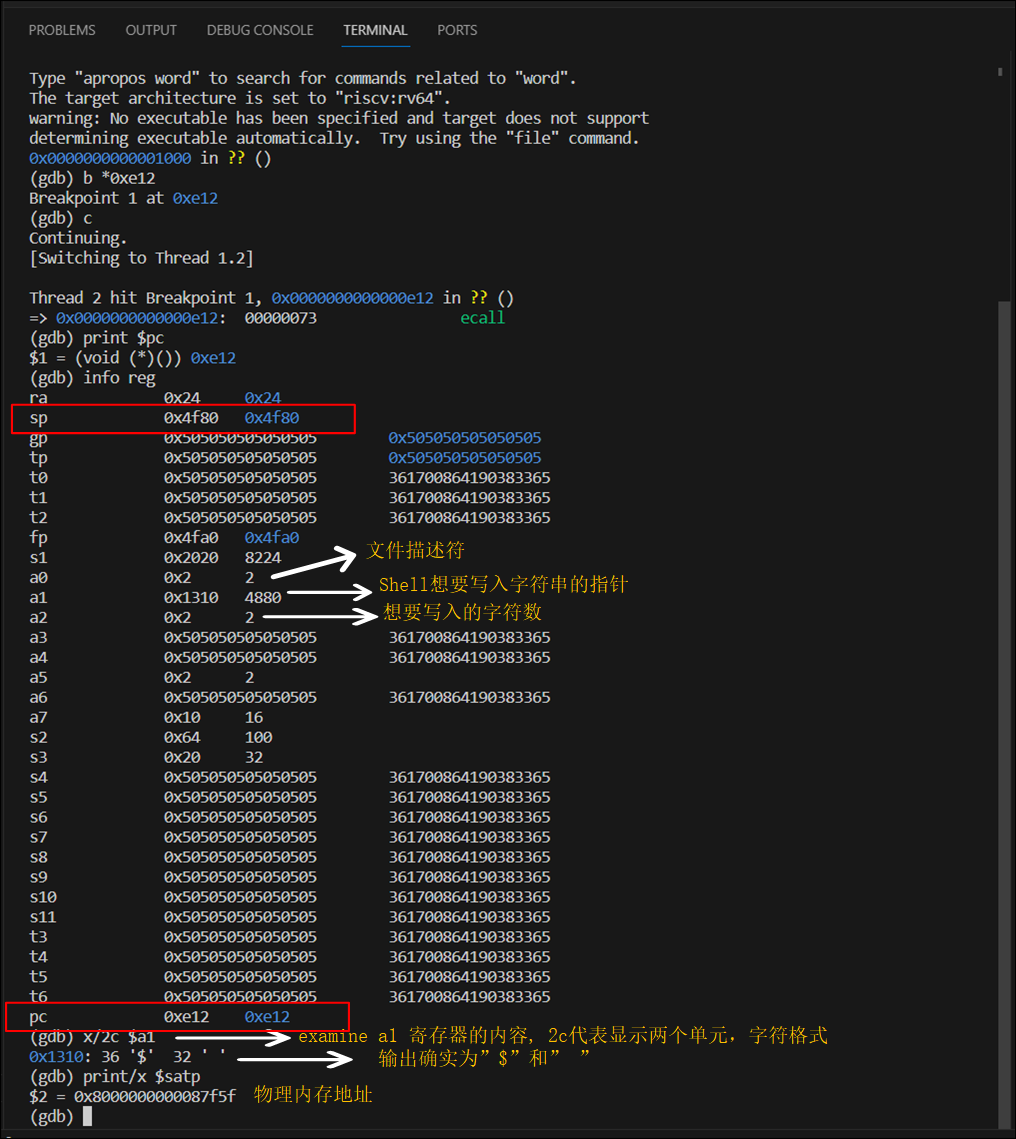 PROBLEMS OUTPUT DEBUG CONSOLE TERMINAL PORTS
Type "apropos word" to search for commands related to "word".
The target architecture is set to "riscv:rv64".
warning: No executable has been specified and target does not support
determining executable automatically.  Try using the "file" command.
0x0000000000001000 in ?? ()
(gdb) b *0xe12
Breakpoint 1 at 0xe12
(gdb) c
Continuing.
[Switching to Thread 1.2]
Thread 2 hit Breakpoint 1, 0x0000000000000e12 in ?? ()
=> 0x0000000000000e12: 00000073 ecall
(gdb) print $pc
$1 = (void (*)()) 0xe12
(gdb) info reg
ra 0x24 0x24
sp 0x4f80 0x4f80
gp 0x505050505050505 0x505050505050505
tp 0x505050505050505 0x505050505050505
t0 0x505050505050505 361700864190383365
t1 0x505050505050505 361700864190383365
t2 0x505050505050505 361700864190383365
fp 0x4fa0 0x4fa0
s1 0x2020 8224
a0 0x2 2 文件描述符
a1 0x1310 4880 Shell想要写入字符串的指针
a2 0x2 2 想要写入的字符数
a3 0x505050505050505 361700864190383365
a4 0x505050505050505 361700864190383365
a5 0x2 2
a6 0x505050505050505 361700864190383365
a7 0x10 16
s2 0x64 100
s3 0x20 32
s4 0x505050505050505 361700864190383365
s5 0x505050505050505 361700864190383365
s6 0x505050505050505 361700864190383365
s7 0x505050505050505 361700864190383365
s8 0x505050505050505 361700864190383365
s9 0x505050505050505 361700864190383365
s10 0x505050505050505 361700864190383365
s11 0x505050505050505 361700864190383365
t3 0x505050505050505 361700864190383365
t4 0x505050505050505 361700864190383365
t5 0x505050505050505 361700864190383365
t6 0x505050505050505 361700864190383365
pc 0xe12 0xe12
(gdb) x/2c $a1 examine a1 寄存器的内容, 2c代表显示两个单元，字符格式
0x1310: 36 '$' 32 ' ' 输出确实为”$”和” ”
(gdb) print/x $satp
$2 = 0x8000000000087f5f 物理内存地址
(gdb)